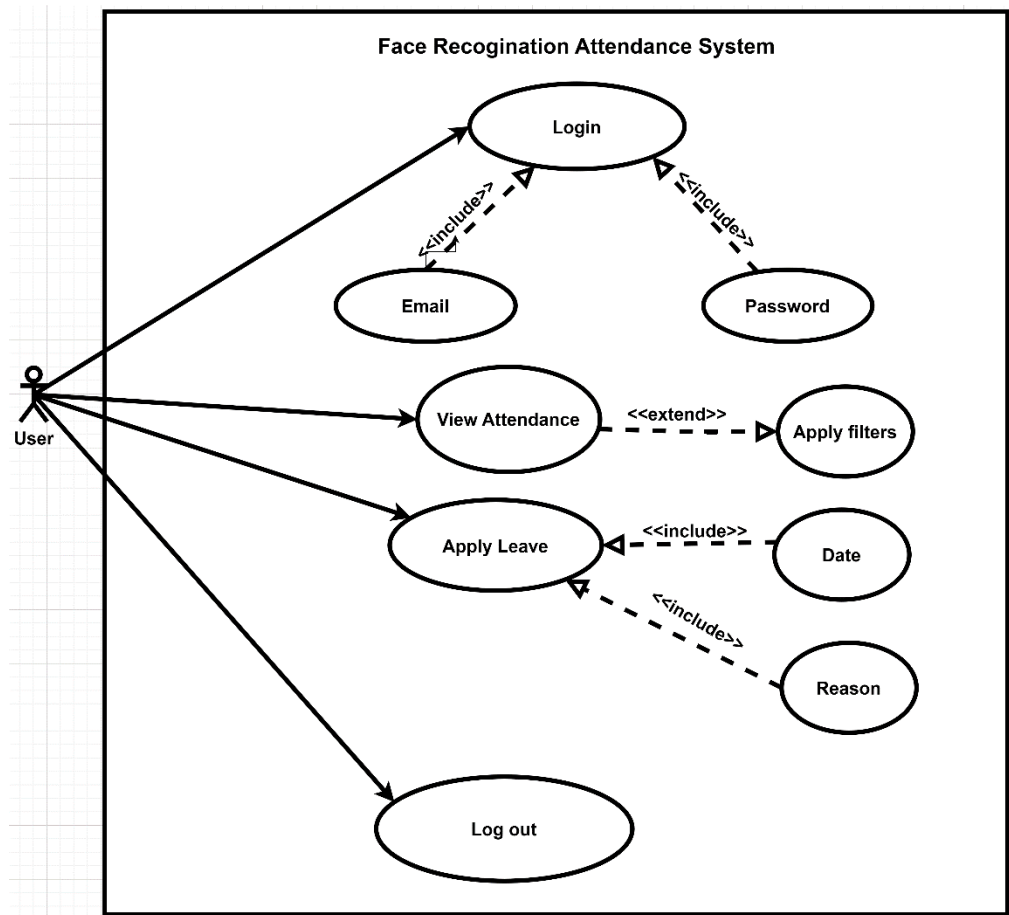 Face Recogination Attendance System
Login
<<include>>
<<include>>
Email
Password
User
View Attendance
<<extend>>
Apply filters
Apply Leave
<<include>>
Date
<<include>>
Reason
Log out